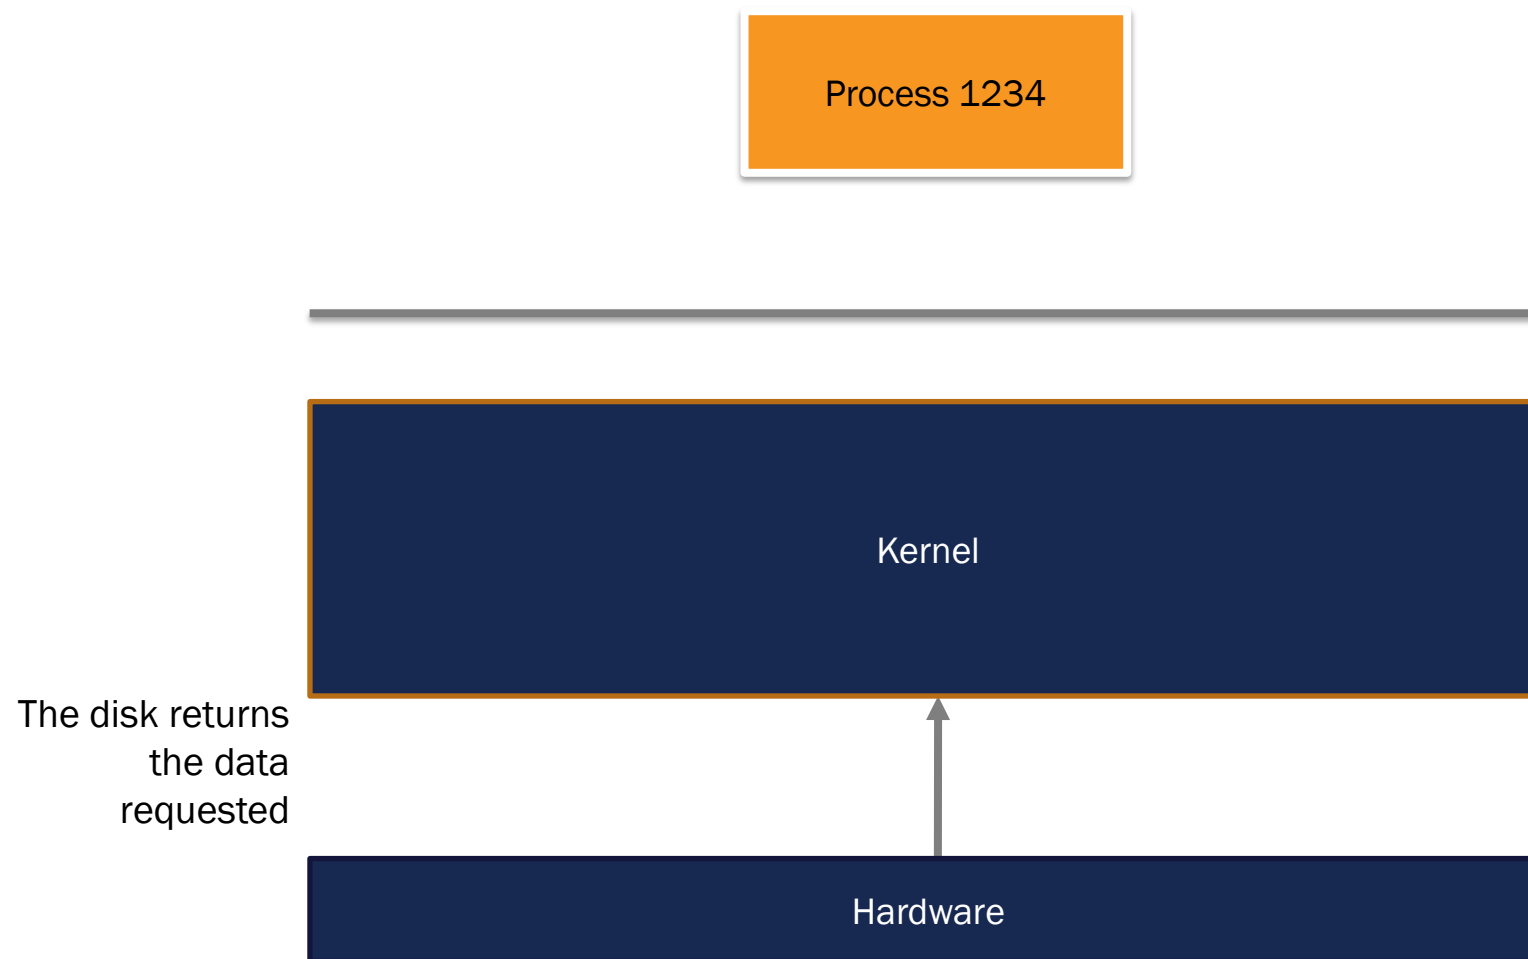 Process 1234
Kernel
The disk returns
the data
requested
Hardware